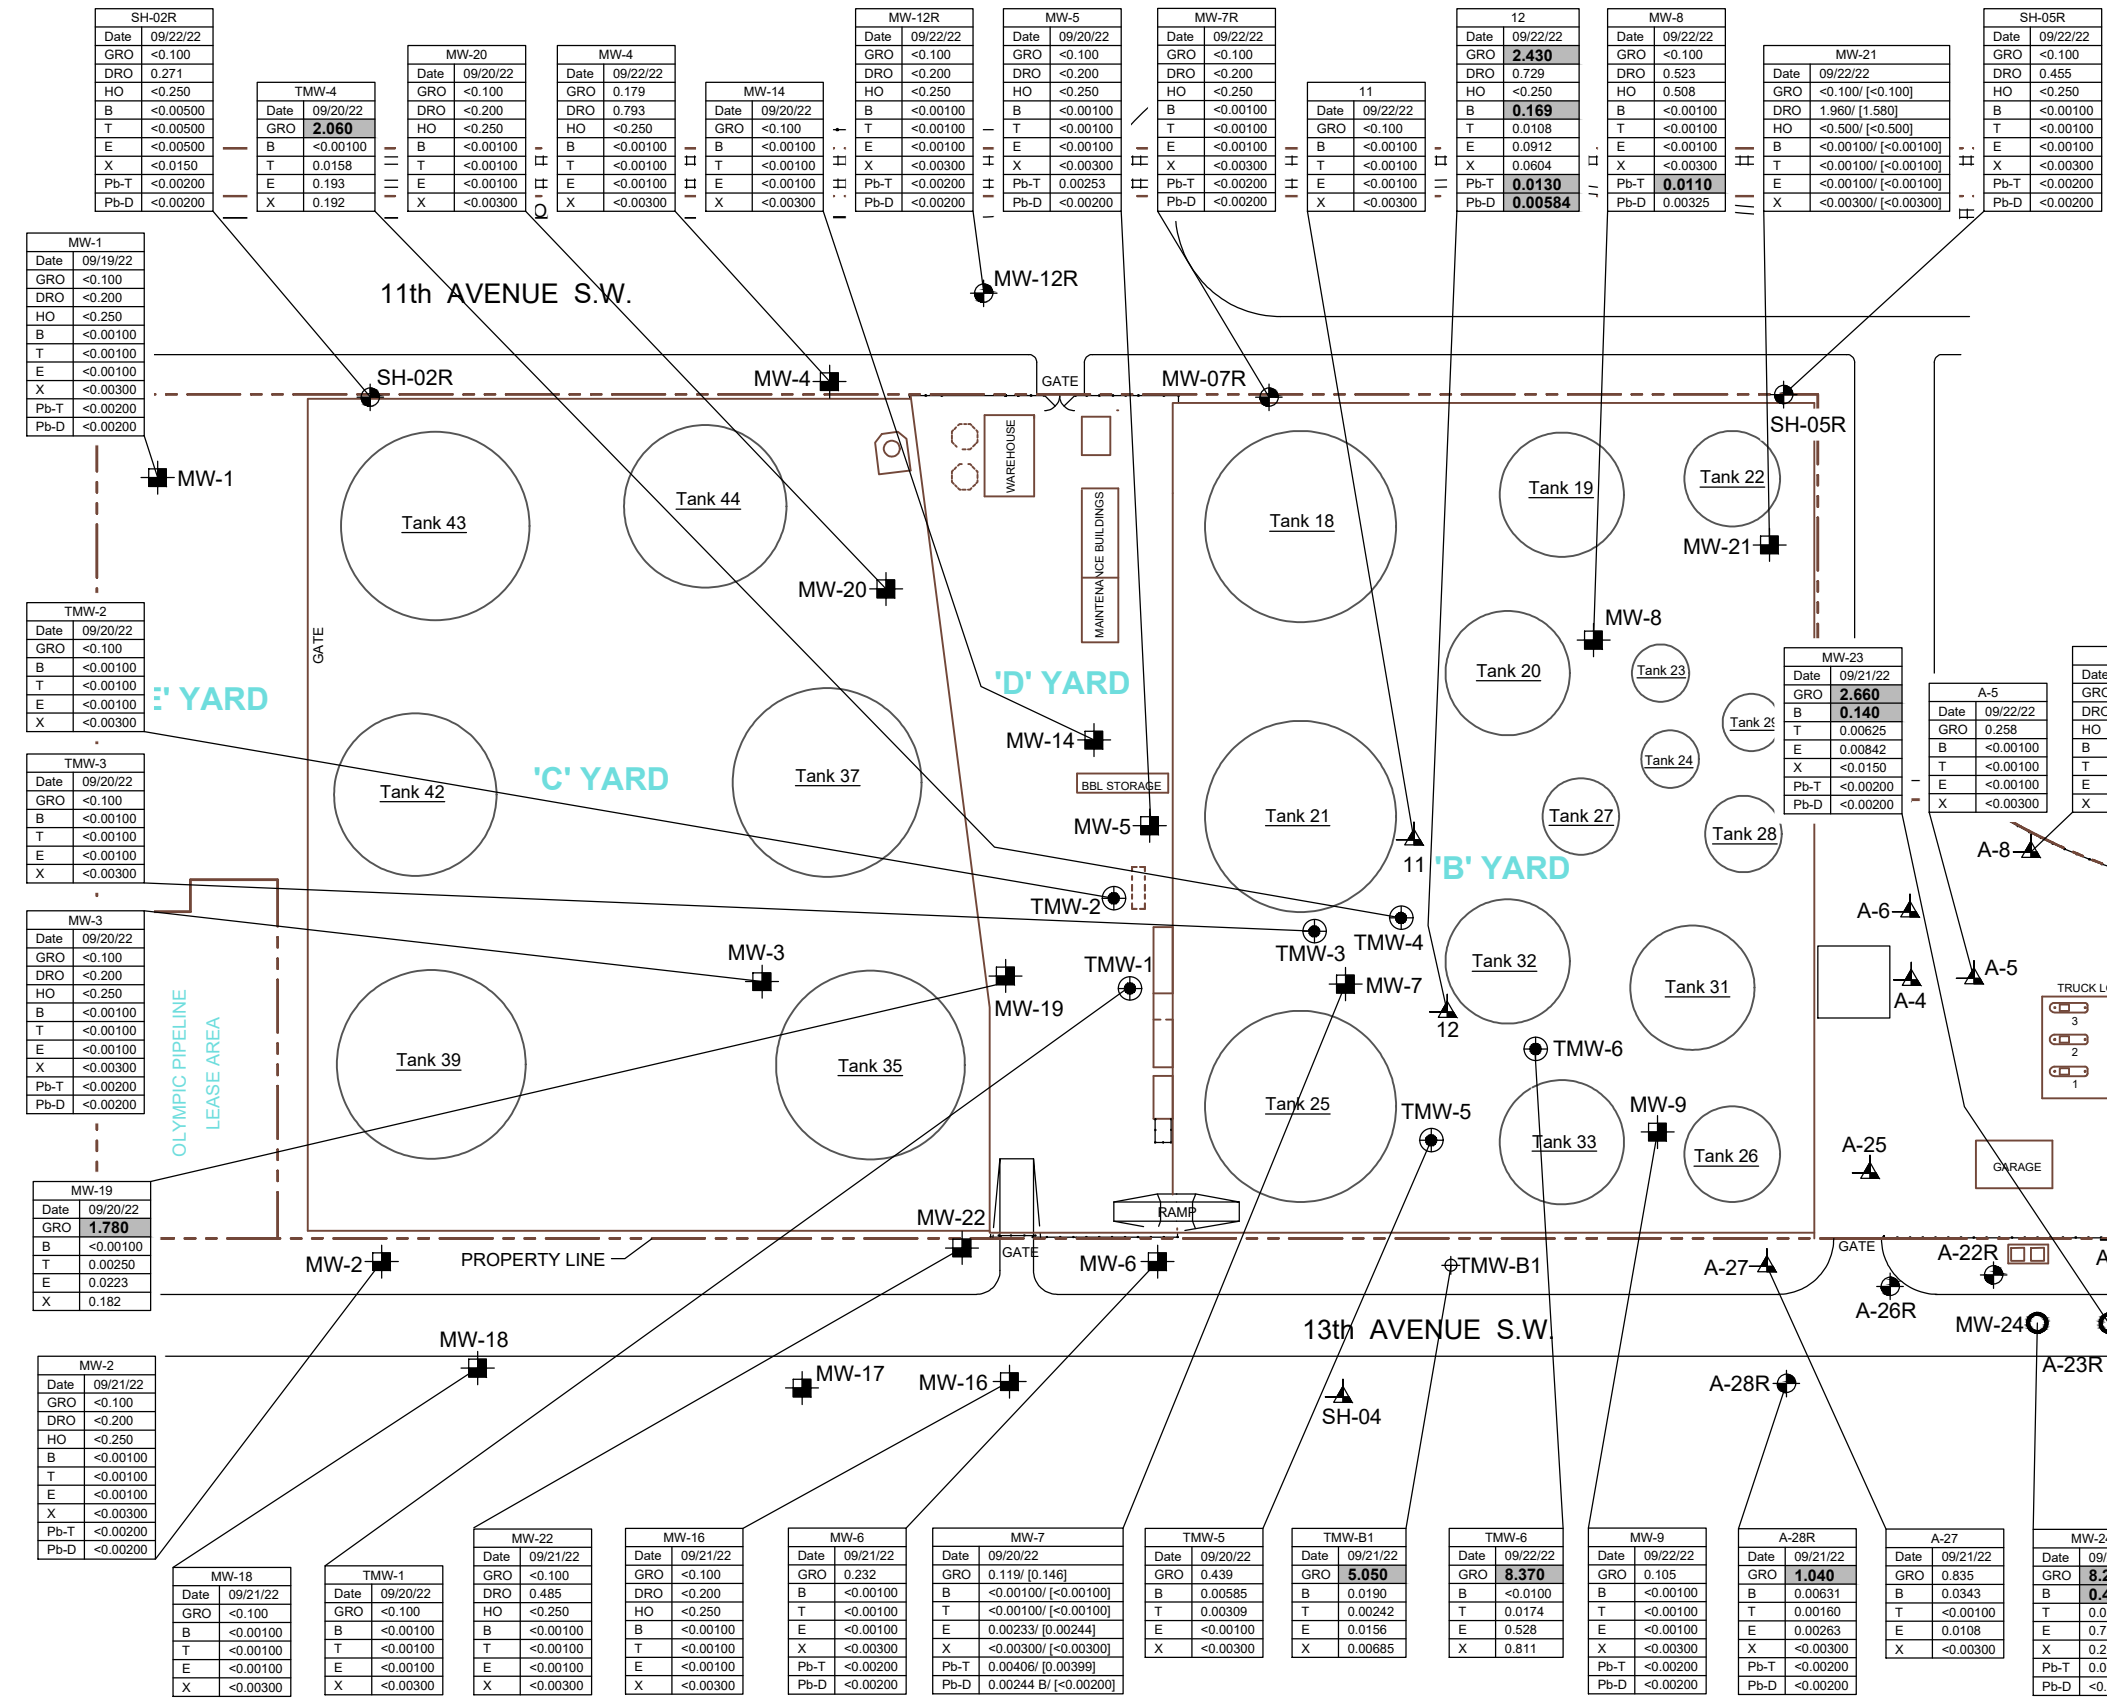 SH-02R
Date 09/22/22
GRO <0.100
DRO 0.271
HO <0.250
B <0.00500
T <0.00500
E <0.00500
X <0.0150
Pb-T <0.00200
Pb-D <0.00200
TMW-4
Date 09/20/22
GRO 2.060
B <0.00100
T 0.0158
E 0.193
X 0.192
MW-20
Date 09/20/22
GRO <0.100
DRO <0.200
HO <0.250
B <0.00100
T <0.00100
E <0.00100
X <0.00300
MW-4
Date 09/22/22
GRO 0.179
DRO 0.793
HO <0.250
B <0.00100
T <0.00100
E <0.00100
X <0.00300
MW-14
Date 09/20/22
GRO <0.100
B <0.00100
T <0.00100
E <0.00100
X <0.00300
MW-12R
Date 09/22/22
GRO <0.100
DRO <0.200
HO <0.250
B <0.00100
T <0.00100
E <0.00100
X <0.00300
Pb-T <0.00200
Pb-D <0.00200
MW-5
Date 09/20/22
GRO <0.100
DRO <0.200
HO <0.250
B <0.00100
T <0.00100
E <0.00100
X <0.00300
Pb-T 0.00253
Pb-D <0.00200
MW-7R
Date 09/22/22
GRO <0.100
DRO <0.200
HO <0.250
B <0.00100
T <0.00100
E <0.00100
X <0.00300
Pb-T <0.00200
Pb-D <0.00200
11
Date 09/22/22
GRO <0.100
B <0.00100
T <0.00100
E <0.00100
X <0.00300
12
Date 09/22/22
GRO 2.430
DRO 0.729
HO <0.250
B 0.169
T 0.0108
E 0.0912
X 0.0604
Pb-T 0.0130
Pb-D 0.00584
MW-8
Date 09/22/22
GRO <0.100
DRO 0.523
HO 0.508
B <0.00100
T <0.00100
E <0.00100
X <0.00300
Pb-T 0.0110
Pb-D 0.00325
MW-21
Date 09/22/22
GRO <0.100/ [<0.100]
DRO 1.960/ [1.580]
HO <0.500/ [<0.500]
B <0.00100/ [<0.00100]
T <0.00100/ [<0.00100]
E <0.00100/ [<0.00100]
X <0.00300/ [<0.00300]
SH-05R
Date 09/22/22
GRO <0.100
DRO 0.455
HO <0.250
B <0.00100
T <0.00100
E <0.00100
X <0.00300
Pb-T <0.00200
Pb-D <0.00200
MW-1
Date 09/19/22
GRO <0.100
DRO <0.200
HO <0.250
B <0.00100
T <0.00100
E <0.00100
X <0.00300
Pb-T <0.00200
Pb-D <0.00200
11th AVENUE S.W.
MW-12R
SH-02R
MW-4
GATE
MW-07R
SH-05R
MW-1
Tank 43
Tank 44
WAREHOUSE
MAINTENANCE BUILDINGS
Tank 18
Tank 19
Tank 22
MW-21
MW-20
MW-8
GATE
TMW-2
Date 09/20/22
GRO <0.100
B <0.00100
T <0.00100
E <0.00100
X <0.00300
E' YARD
'D' YARD
Tank 20
Tank 23
Tank 29
Tank 24
MW-23
Date 09/21/22
GRO 2.660
B 0.140
T 0.00625
E 0.00842
X <0.0150
Pb-T <0.00200
Pb-D <0.00200
A-5
Date 09/22/22
GRO 0.258
B <0.00100
T <0.00100
E <0.00100
X <0.00300
Date
GRO
DRO
HO
B
T
E
X
MW-14
TMW-3
Date 09/20/22
GRO <0.100
B <0.00100
T <0.00100
E <0.00100
X <0.00300
'C' YARD
Tank 37
Tank 42
BBL STORAGE
MW-5
Tank 21
Tank 27
Tank 28
11
'B' YARD
A-8
TMW-2
A-6
MW-3
Date 09/20/22
GRO <0.100
DRO <0.200
HO <0.250
B <0.00100
T <0.00100
E <0.00100
X <0.00300
Pb-T <0.00200
Pb-D <0.00200
MW-3
TMW-1
MW-19
TMW-3
TMW-4
MW-7
Tank 32
Tank 31
12
A-5
A-4
TRUCK LO
3
2
1
OLYMPIC PIPELINE
LEASE AREA
Tank 39
Tank 35
Tank 25
TMW-6
TMW-5
MW-9
Tank 33
Tank 26
A-25
GARAGE
MW-19
Date 09/20/22
GRO 1.780
B <0.00100
T 0.00250
E 0.0223
X 0.182
MW-22
RAMP
MW-2
PROPERTY LINE
GATE
MW-6
TMW-B1
A-27
GATE
A-22R
A
A-26R
MW-24
A-23R
13th AVENUE S.W.
MW-18
MW-17
MW-16
SH-04
A-28R
MW-2
Date 09/21/22
GRO <0.100
DRO <0.200
HO <0.250
B <0.00100
T <0.00100
E <0.00100
X <0.00300
Pb-T <0.00200
Pb-D <0.00200
MW-18
Date 09/21/22
GRO <0.100
B <0.00100
T <0.00100
E <0.00100
X <0.00300
TMW-1
Date 09/20/22
GRO <0.100
B <0.00100
T <0.00100
E <0.00100
X <0.00300
MW-22
Date 09/21/22
GRO <0.100
DRO 0.485
HO <0.250
B <0.00100
T <0.00100
E <0.00100
X <0.00300
MW-16
Date 09/21/22
GRO <0.100
DRO <0.200
HO <0.250
B <0.00100
T <0.00100
E <0.00100
X <0.00300
MW-6
Date 09/21/22
GRO 0.232
B <0.00100
T <0.00100
E <0.00100
X <0.00300
Pb-T <0.00200
Pb-D <0.00200
MW-7
Date 09/20/22
GRO 0.119/ [0.146]
B <0.00100/ [<0.00100]
T <0.00100/ [<0.00100]
E 0.00233/ [0.00244]
X <0.00300/ [<0.00300]
Pb-T 0.00406/ [0.00399]
Pb-D 0.00244 B/ [<0.00200]
TMW-5
Date 09/20/22
GRO 0.439
B 0.00585
T 0.00309
E <0.00100
X <0.00300
TMW-B1
Date 09/21/22
GRO 5.050
B 0.0190
T 0.00242
E 0.0156
X 0.00685
TMW-6
Date 09/22/22
GRO 8.370
B <0.0100
T 0.0174
E 0.528
X 0.811
MW-9
Date 09/22/22
GRO 0.105
B <0.00100
T <0.00100
E <0.00100
X <0.00300
Pb-T <0.00200
Pb-D <0.00200
A-28R
Date 09/21/22
GRO 1.040
B 0.00631
T 0.00160
E 0.00263
X <0.00300
Pb-T <0.00200
Pb-D <0.00200
A-27
Date 09/21/22
GRO 0.835
B 0.0343
T <0.00100
E 0.0108
X <0.00300
MW-24
Date 09/
GRO 8.2
B 0.4
T 0.0
E 0.7
X 0.2
Pb-T 0.0
Pb-D <0.